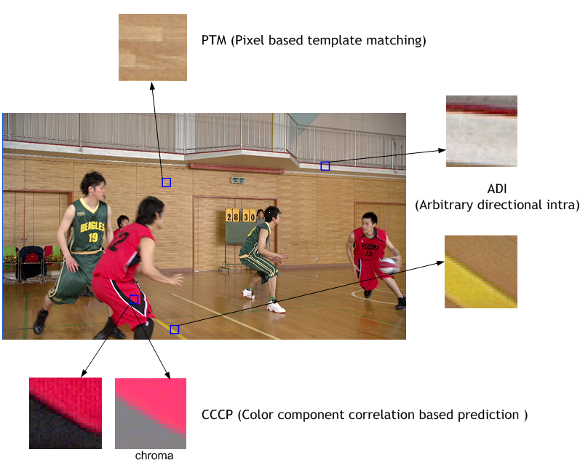 PTM (Pixel based template matching)
ADI
(Arbitrary directional intra)
28 30
BEAGLES
19
2
CCCP (Color component correlation based prediction )
chroma